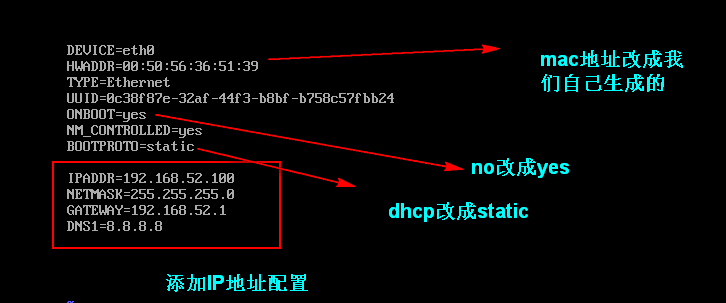 DEVICE=eth0
HWADDR=00:50:56:36:51:39
mac地址改成我
们自己生成的
TYPE=Ethernet
UUID=0c38f87e-32af-44f3-b8bf-b758c57fbb24
ONBOOT=yes
no改成yes
NM_CONTROLLED=yes
BOOTPROTO=static
dhcp改成static
IPADDR=192.168.52.100
NETMASK=255.255.255.0
GATEWAY=192.168.52.1
DNS1=8.8.8.8
添加IP地址配置
~